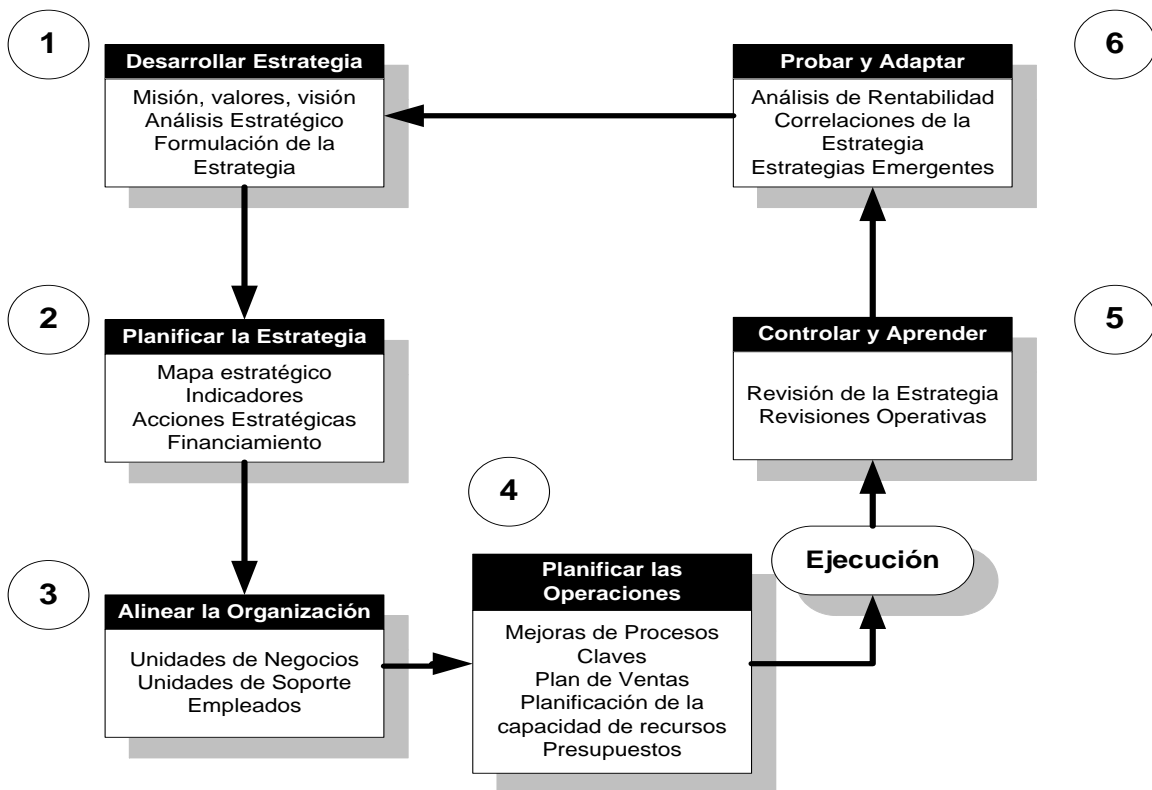 1
Desarrollar Estrategia
Misión, valores, visión
Análisis Estratégico
Formulación de la
Estrategia
2
Planificar la Estrategia
Mapa estratégico
Indicadores
Acciones Estratégicas
Financiamiento
3
Alinear la Organización
Unidades de Negocios
Unidades de Soporte
Empleados
4
Planificar las
Operaciones
Mejoras de Procesos
Claves
Plan de Ventas
Planificación de la
capacidad de recursos
Presupuestos
Ejecución
5
Controlar y Aprender
Revisión de la Estrategia
Revisiones Operativas
6
Probar y Adaptar
Análisis de Rentabilidad
Correlaciones de la
Estrategia
Estrategias Emergentes